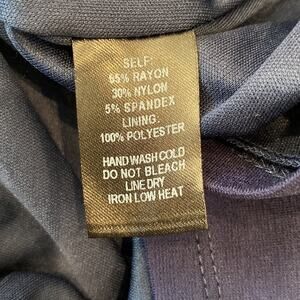 SELF:
65% RAYON
30% NYLON
5% SPANDEX
LINING:
100% POLYESTER
HAND WASH COLD
DO NOT BLEACH
LINE DRY
IRON LOW HEAT